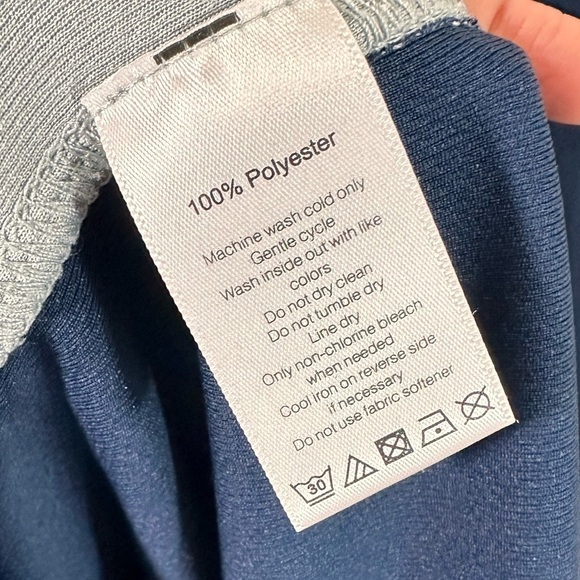 100% Polyester
Machine wash cold only
Gentle cycle
Wash inside out with like
colors
Do not dry clean
Do not tumble dry
Line dry
Only non-chlorine bleach
when needed
Cool iron on reverse side
if necessary
Do not use fabric softener
30